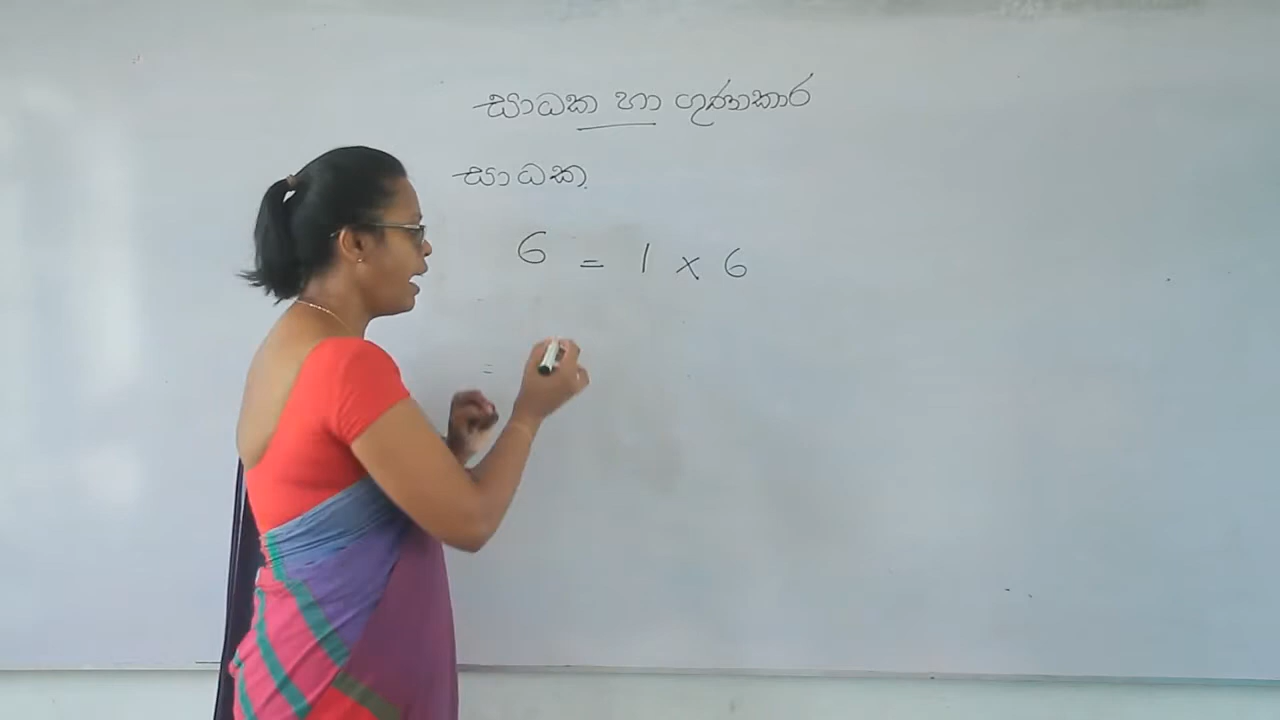 සාධක හා ගුණාකාර
සාධක
6 = 1 × 6
=